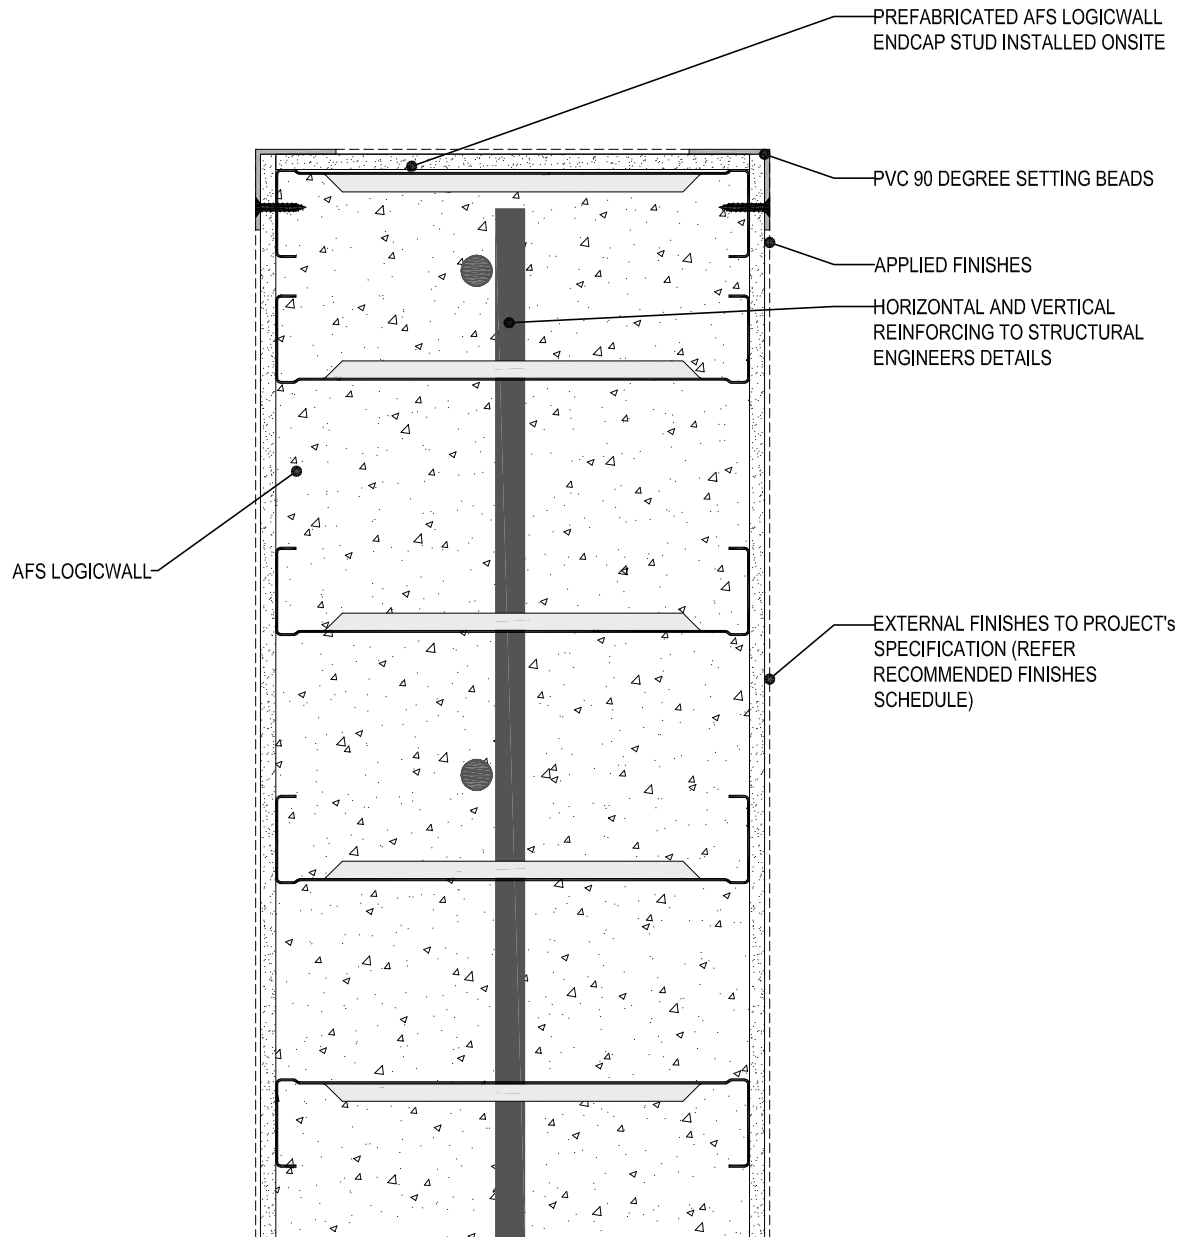 PREFABRICATED AFS LOGICWALL
ENDCAP STUD INSTALLED ONSITE
PVC 90 DEGREE SETTING BEADS
APPLIED FINISHES
HORIZONTAL AND VERTICAL
REINFORCING TO STRUCTURAL
ENGINEERS DETAILS
AFS LOGICWALL
EXTERNAL FINISHES TO PROJECT's
SPECIFICATION (REFER
RECOMMENDED FINISHES
SCHEDULE)